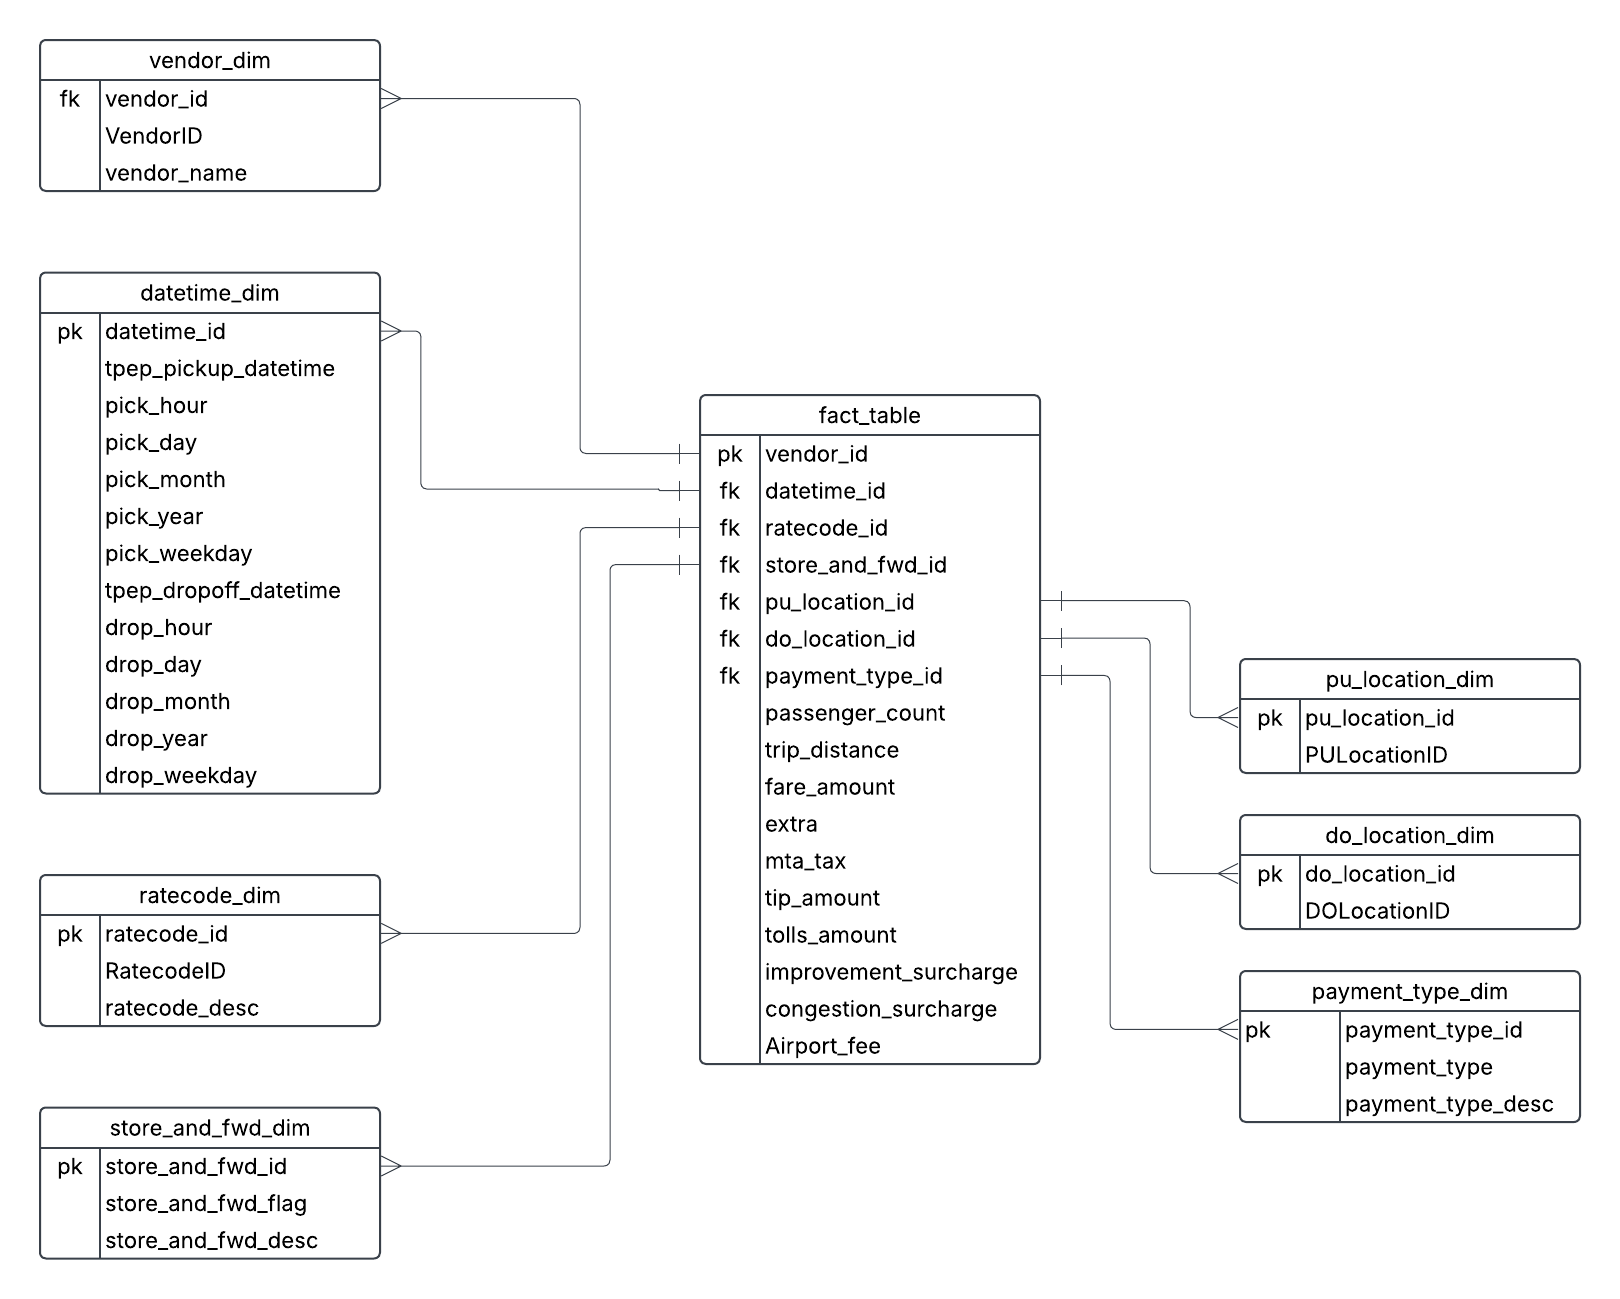 vendor_dim
fk vendor_id
VendorID
vendor_name
datetime_dim
pk datetime_id
tpep_pickup_datetime
pick_hour
pick_day
pick_month
pick_year
pick_weekday
tpep_dropoff_datetime
drop_hour
drop_day
drop_month
drop_year
drop_weekday
ratecode_dim
pk ratecode_id
RatecodeID
ratecode_desc
store_and_fwd_dim
pk store_and_fwd_id
store_and_fwd_flag
store_and_fwd_desc
fact_table
pk vendor_id
fk datetime_id
fk ratecode_id
fk store_and_fwd_id
fk pu_location_id
fk do_location_id
fk payment_type_id
passenger_count
trip_distance
fare_amount
extra
mta_tax
tip_amount
tolls_amount
improvement_surcharge
congestion_surcharge
Airport_fee
pu_location_dim
pk pu_location_id
PULocationID
do_location_dim
pk do_location_id
DOLocationID
payment_type_dim
pk payment_type_id
payment_type
payment_type_desc